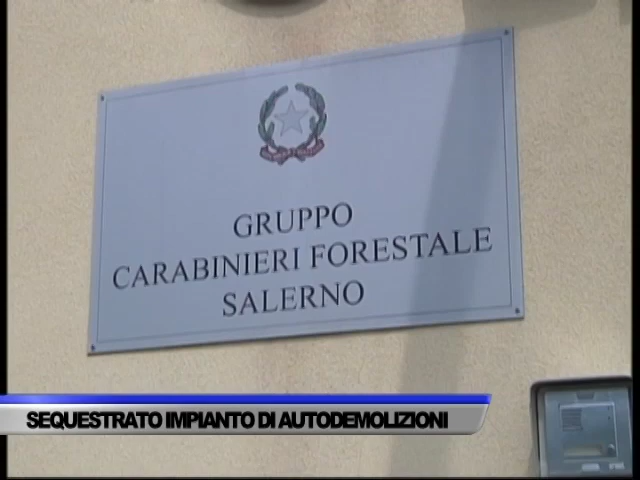 GRUPPO
CARABINIERI FORESTALE
SALERNO
SEQUESTRATO IMPIANTO DI AUTODEMOLIZIONI